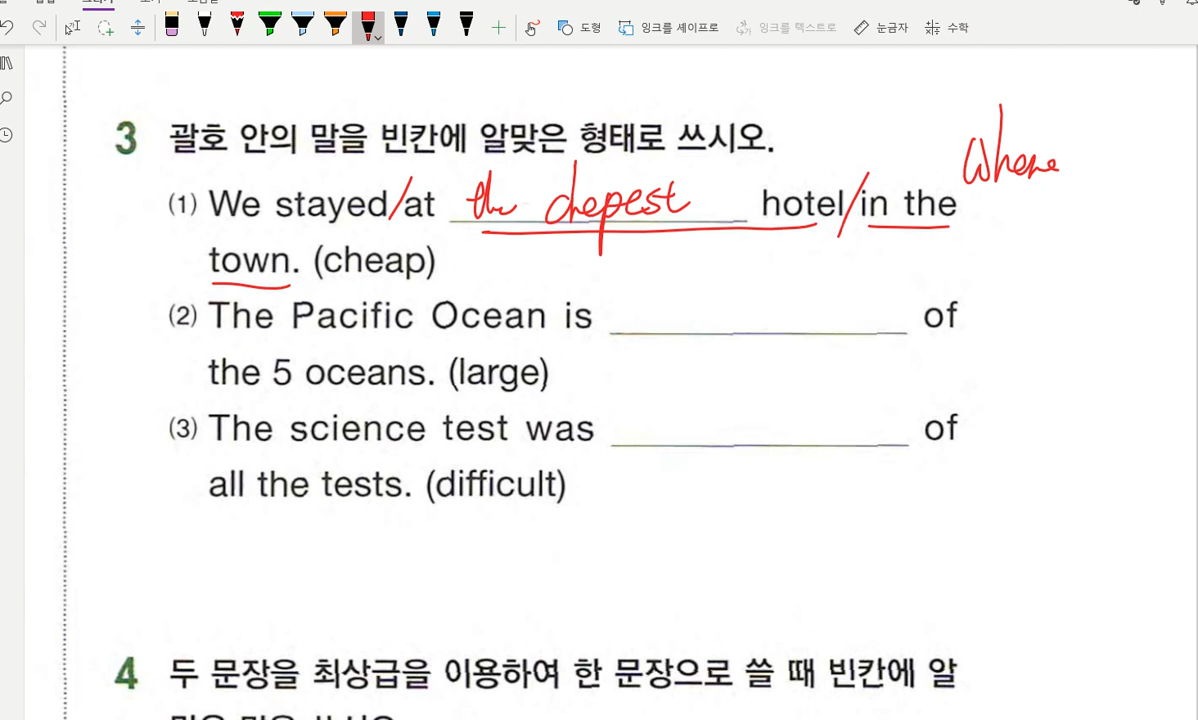 도형 잉크를 셰이프로 잉크를 텍스트로 눈금자 수학
3 괄호 안의 말을 빈칸에 알맞은 형태로 쓰시오.
where
(1) We stayed/at the chepest hotel/in the
town. (cheap)
(2) The Pacific Ocean is ______ of
the 5 oceans. (large)
(3) The science test was ______ of
all the tests. (difficult)
4 두 문장을 최상급을 이용하여 한 문장으로 쓸 때 빈칸에 알